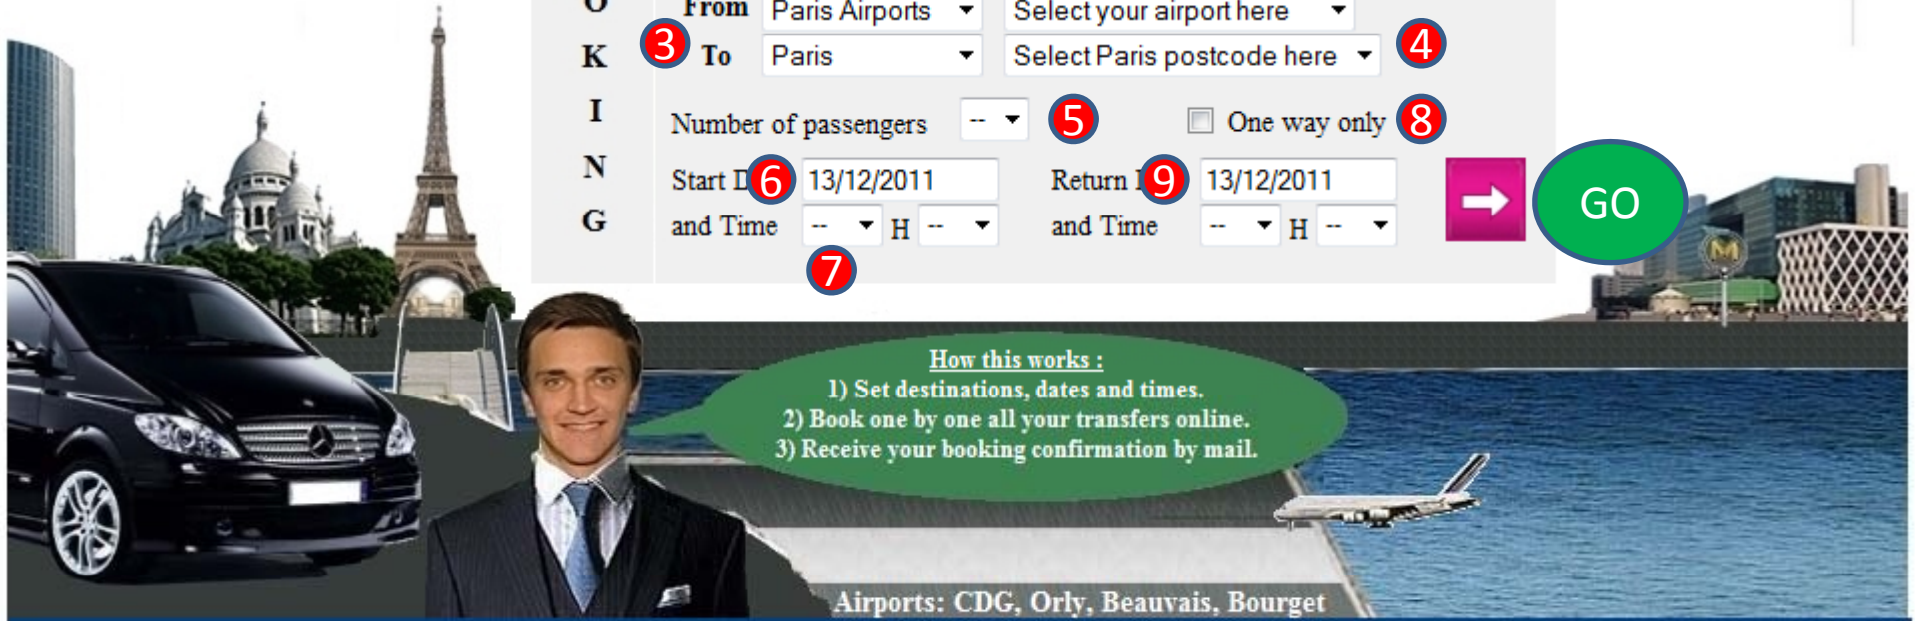 O
From Paris Airports Select your airport here
3 To Paris Select Paris postcode here 4
K
I
Number of passengers -- 5 One way only 8
N
Start D 6 13/12/2011 Return 9 13/12/2011
GO
G
and Time -- H -- and Time -- H --
7
M
How this works :
1) Set destinations, dates and times.
2) Book one by one all your transfers online.
3) Receive your booking confirmation by mail.
Airports: CDG, Orly, Beauvais, Bourget